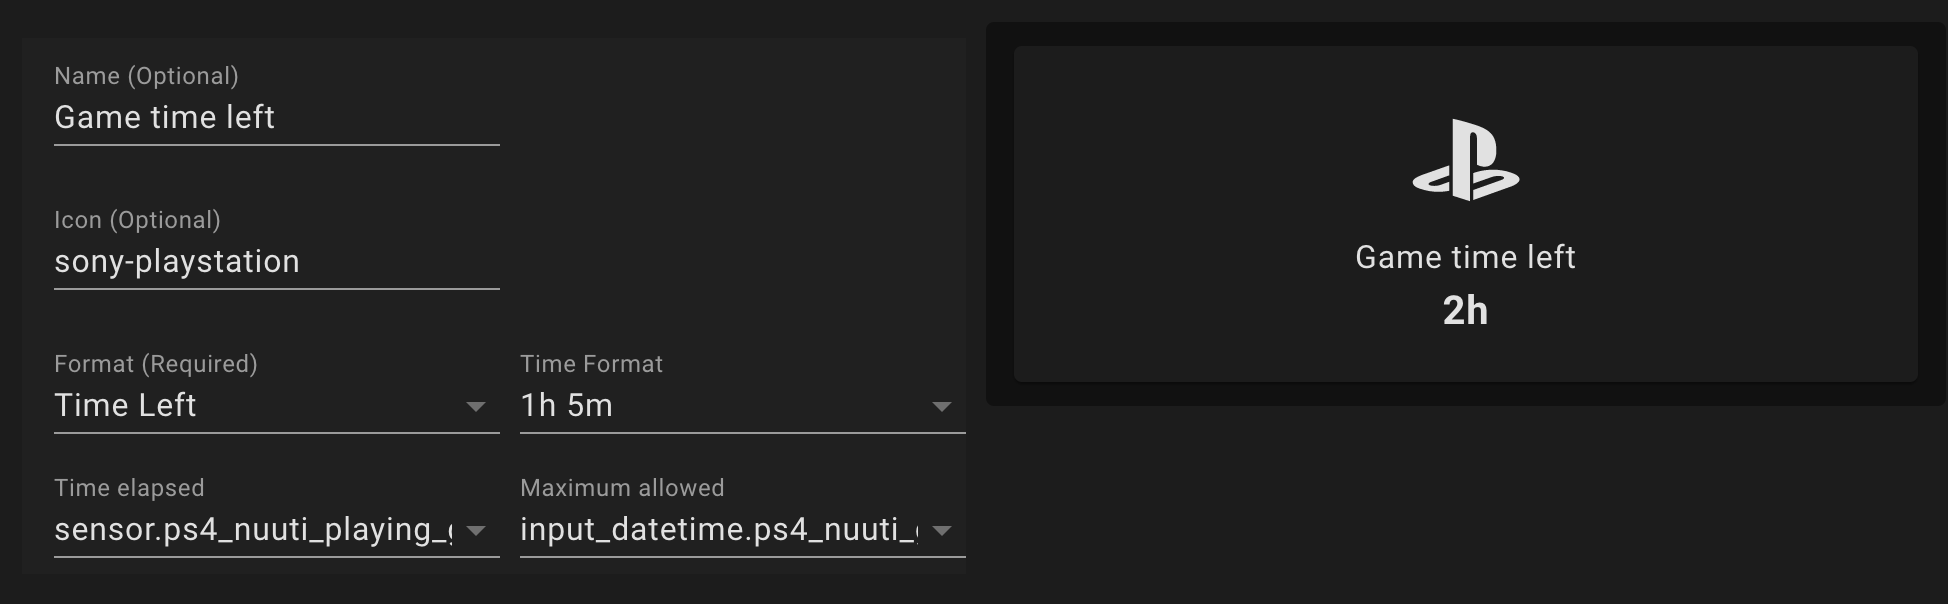 Name (Optional)
Game time left
Icon (Optional)
sony-playstation
Format (Required)
Time Left
Time Format
1h 5m
Time elapsed
sensor.ps4_nuuti_playing_
Maximum allowed
input_datetime.ps4_nuuti_
Game time left
2h